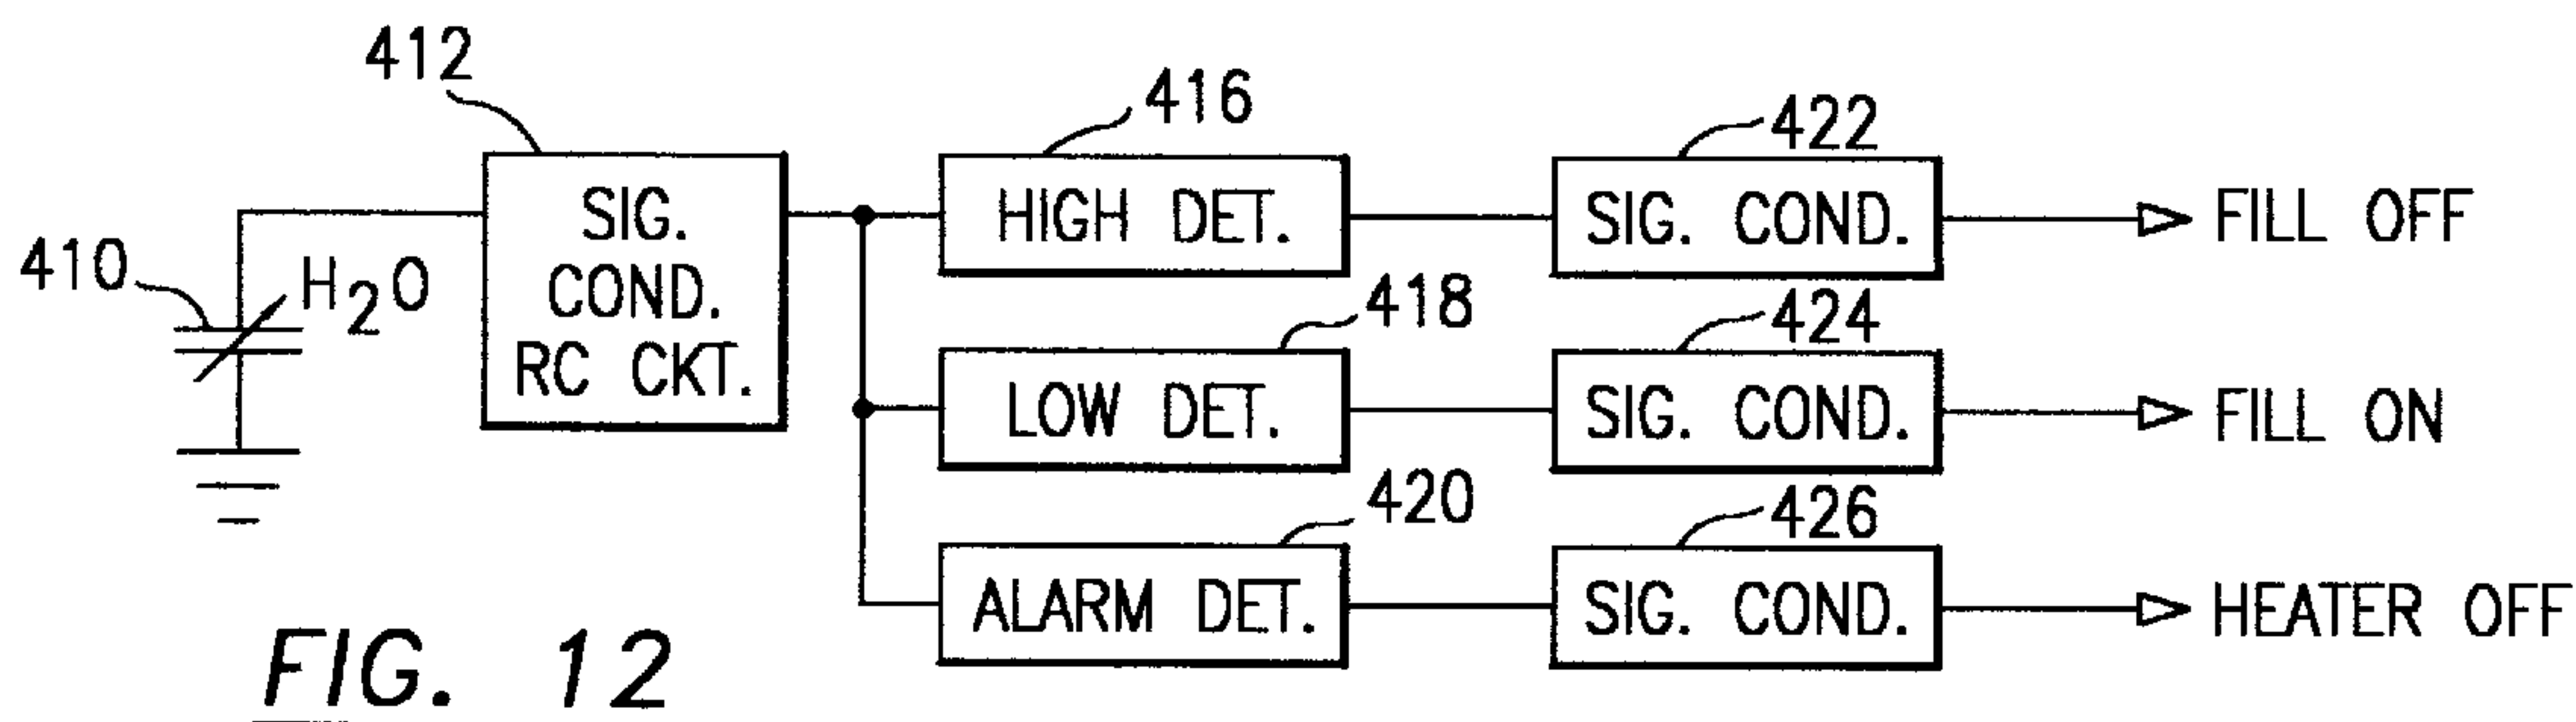 412
416
422
SIG.
COND.
RC CKT.
HIGH DET.
SIG. COND.
FILL OFF
410
H2O
418
424
LOW DET.
SIG. COND.
FILL ON
420
426
ALARM DET.
SIG. COND.
HEATER OFF
FIG. 12